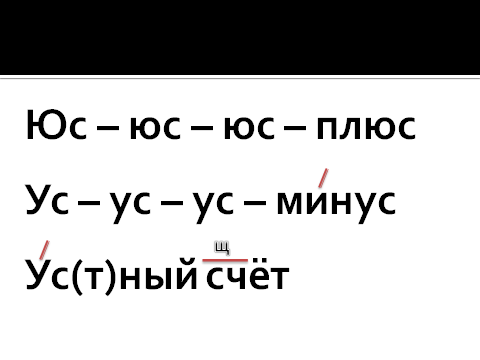 Юс – юс – юс – плюс
Ус – ус – ус – минус
щ
Ус(т)ный счёт